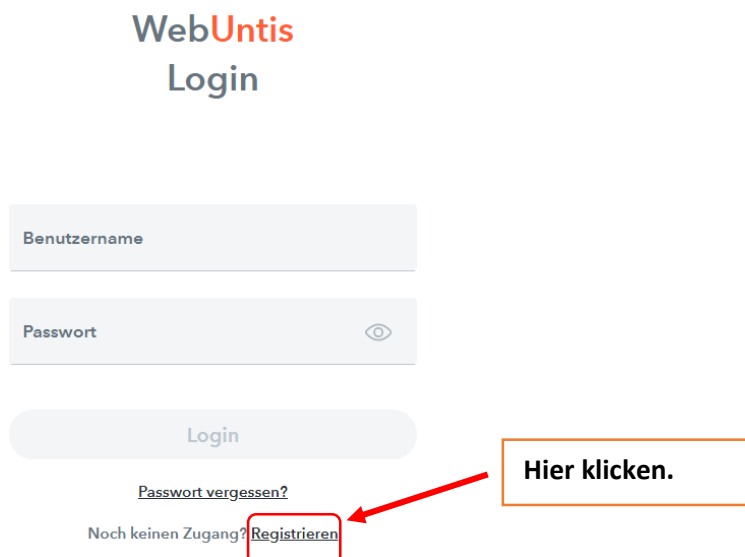 WebUntis
Login
Benutzername
Passwort
Login
Hier klicken.
Passwort vergessen?
Noch keinen Zugang? Registrieren